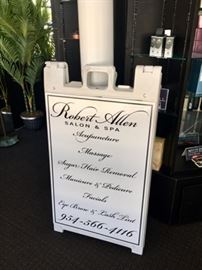 Robert Allen
SALON & SPA
Acupuncture
Massage
Sugar Hair Removal
Manicure & Pedicure
Facials
Eye Brow & Lash Tint
954-566-4116